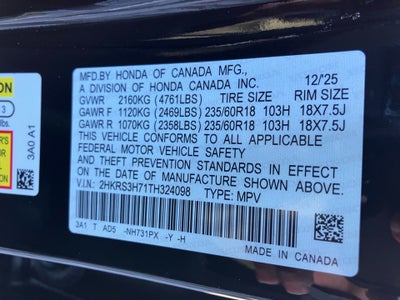 MFD.BY HONDA OF CANADA MFG.,
A DIVISION OF HONDA CANADA INC. 12/25
GVWR 2160KG (4761LBS) TIRE SIZE RIM SIZE
GAWR F 1120KG (2469LBS) 235/60R18 103H 18X7.5J
GAWR R 1070KG (2358LBS) 235/60R18 103H 18X7.5J
THIS VEHICLE CONFORMS TO ALL APPLICABLE
FEDERAL MOTOR VEHICLE SAFETY
AND THEFT PREVENTION STANDARDS IN EFFECT
ON THE DATE OF MANUFACTURE SHOWN ABOVE.
V.I.N: 2HKRS3H71TH324098 TYPE: MPV
3A1 T AD5 -NH731PX -Y -H
MADE IN CANADA
3A0 A1
ON
3
lbs.